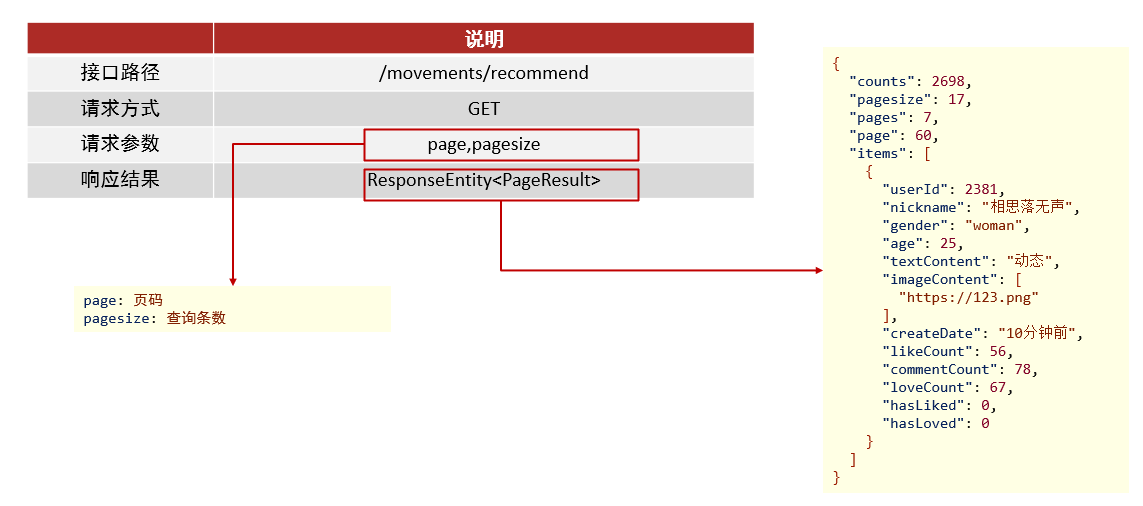 说明
接口路径 /movements/recommend
请求方式 GET
请求参数 page,pagesize
响应结果 ResponseEntity<PageResult>
page: 页码
pagesize: 查询条数
{
"counts": 2698,
"pagesize": 17,
"pages": 7,
"page": 60,
"items": [
{
"userId": 2381,
"nickname": "相思落无声",
"gender": "woman",
"age": 25,
"textContent": "动态",
"imageContent": [
"https://123.png"
],
"createDate": "10分钟前",
"likeCount": 56,
"commentCount": 78,
"loveCount": 67,
"hasLiked": 0,
"hasLoved": 0
}
]
}